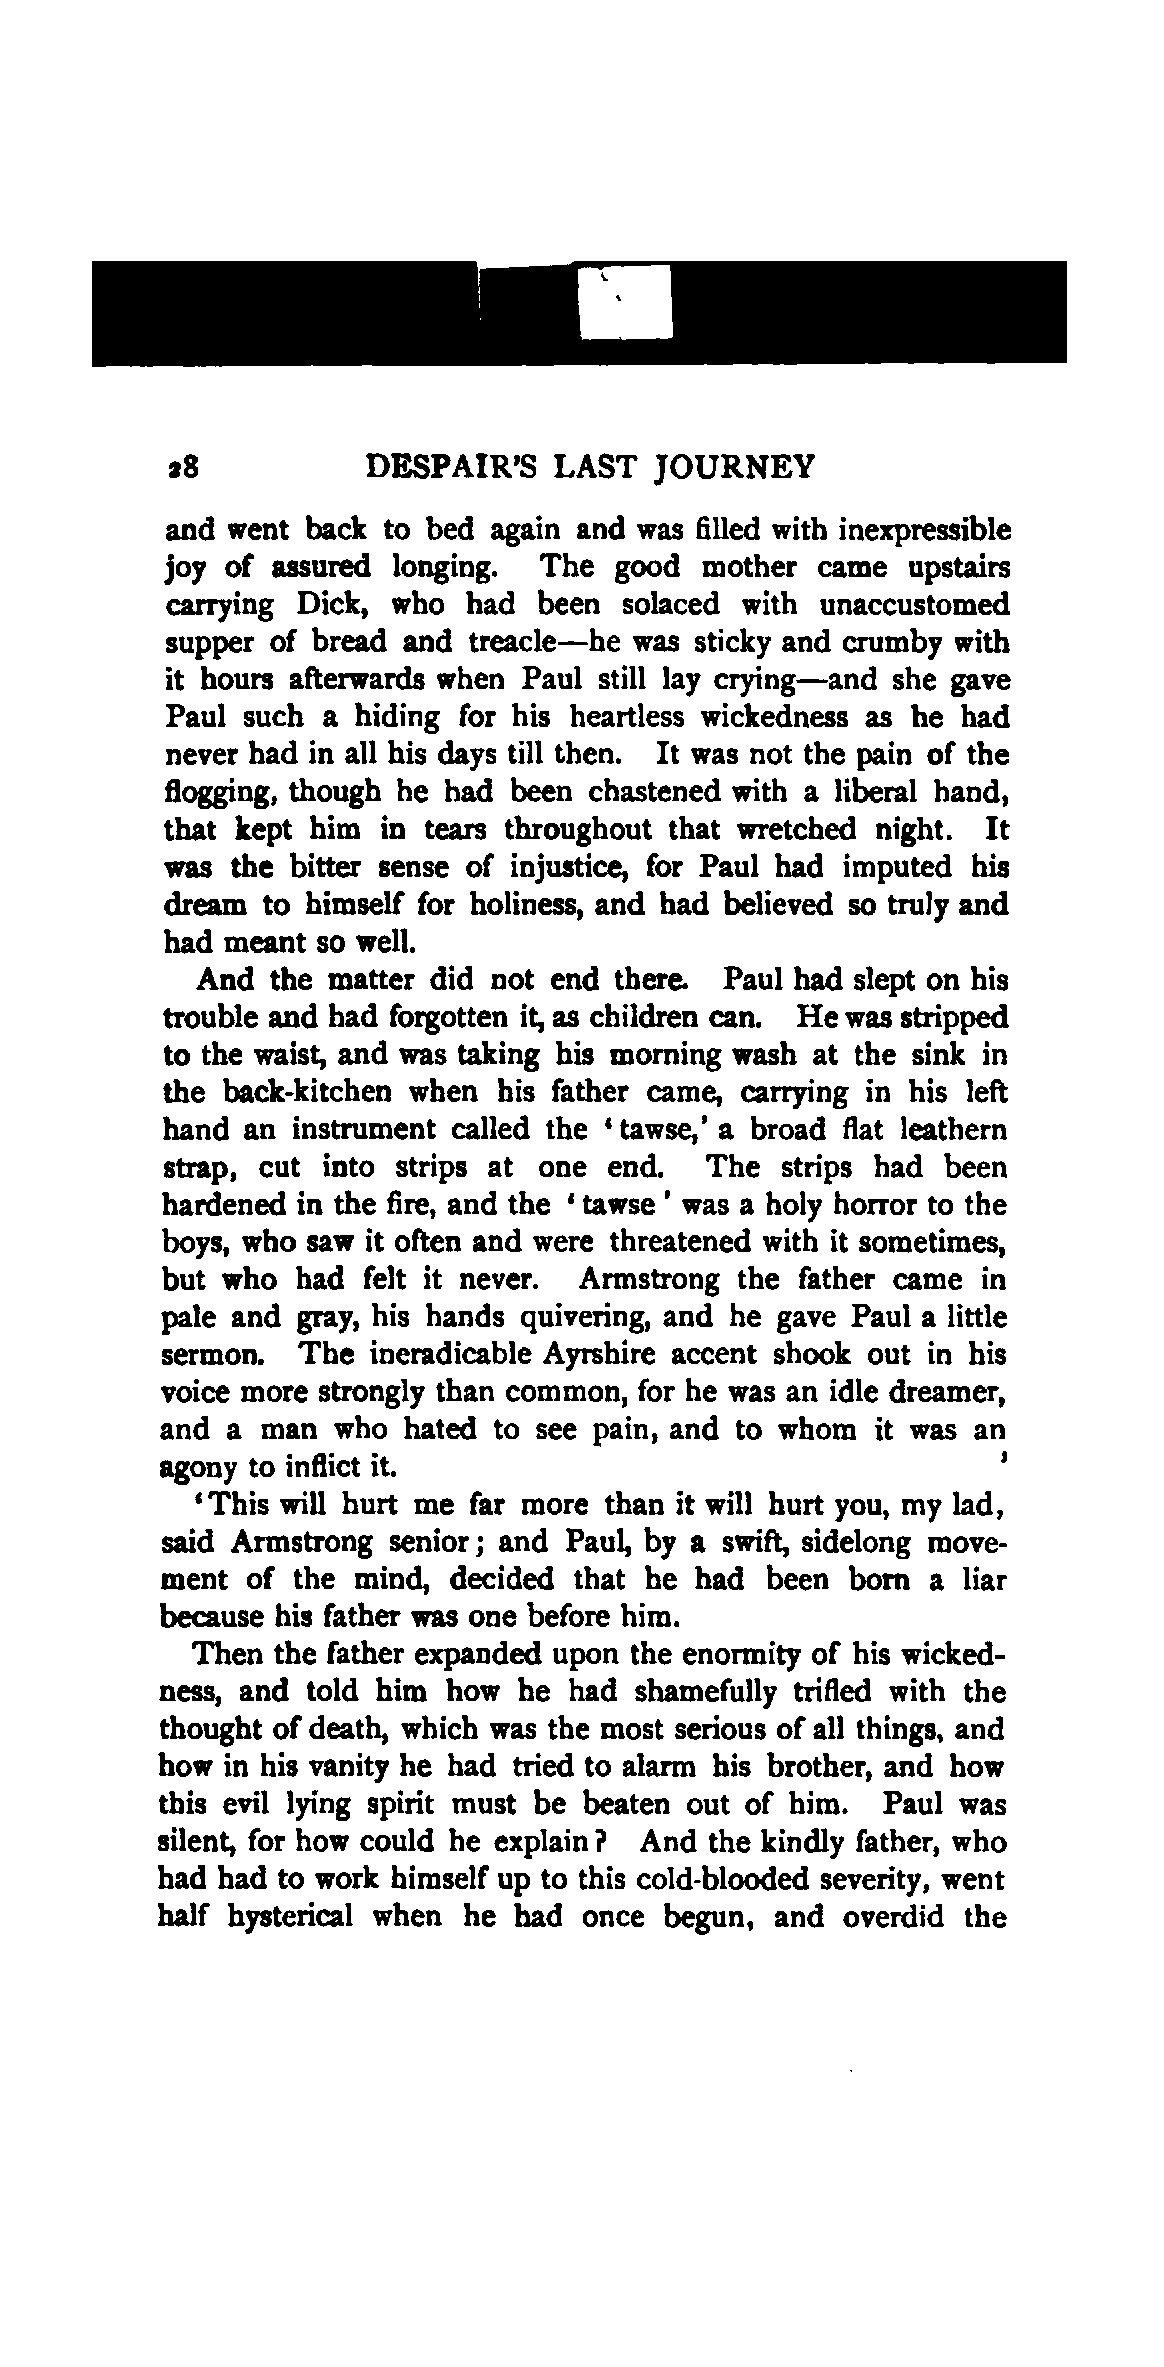 28 DESPAIR'S LAST JOURNEY
and went back to bed again and was filled with inexpressible
joy of assured longing. The good mother came upstairs
carrying Dick, who had been solaced with unaccustomed
supper of bread and treacle—he was sticky and crumby with
it hours afterwards when Paul still lay crying—and she gave
Paul such a hiding for his heartless wickedness as he had
never had in all his days till then. It was not the pain of the
flogging, though he had been chastened with a liberal hand,
that kept him in tears throughout that wretched night. It
was the bitter sense of injustice, for Paul had imputed his
dream to himself for holiness, and had believed so truly and
had meant so well.
And the matter did not end there. Paul had slept on his
trouble and had forgotten it, as children can. He was stripped
to the waist, and was taking his morning wash at the sink in
the back-kitchen when his father came, carrying in his left
hand an instrument called the 'tawse,' a broad flat leathern
strap, cut into strips at one end. The strips had been
hardened in the fire, and the 'tawse' was a holy horror to the
boys, who saw it often and were threatened with it sometimes,
but who had felt it never. Armstrong the father came in
pale and gray, his hands quivering, and he gave Paul a little
sermon. The ineradicable Ayrshire accent shook out in his
voice more strongly than common, for he was an idle dreamer,
and a man who hated to see pain, and to whom it was an
agony to inflict it. '
'This will hurt me far more than it will hurt you, my lad,
said Armstrong senior; and Paul, by a swift, sidelong move-
ment of the mind, decided that he had been born a liar
because his father was one before him.
Then the father expanded upon the enormity of his wicked-
ness, and told him how he had shamefully trifled with the
thought of death, which was the most serious of all things, and
how in his vanity he had tried to alarm his brother, and how
this evil lying spirit must be beaten out of him. Paul was
silent, for how could he explain? And the kindly father, who
had had to work himself up to this cold-blooded severity, went
half hysterical when he had once begun, and overdid the